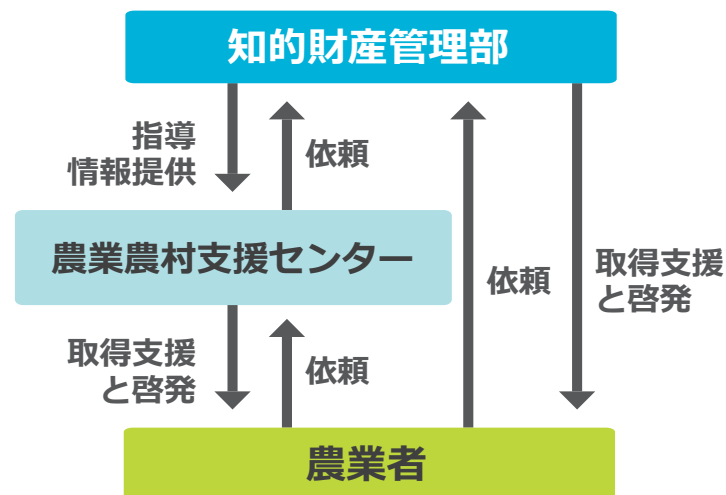 知的財産管理部
指導
情報提供
依頼
農業農村支援センター
依頼
取得支援
と啓発
取得支援
と啓発
依頼
農業者